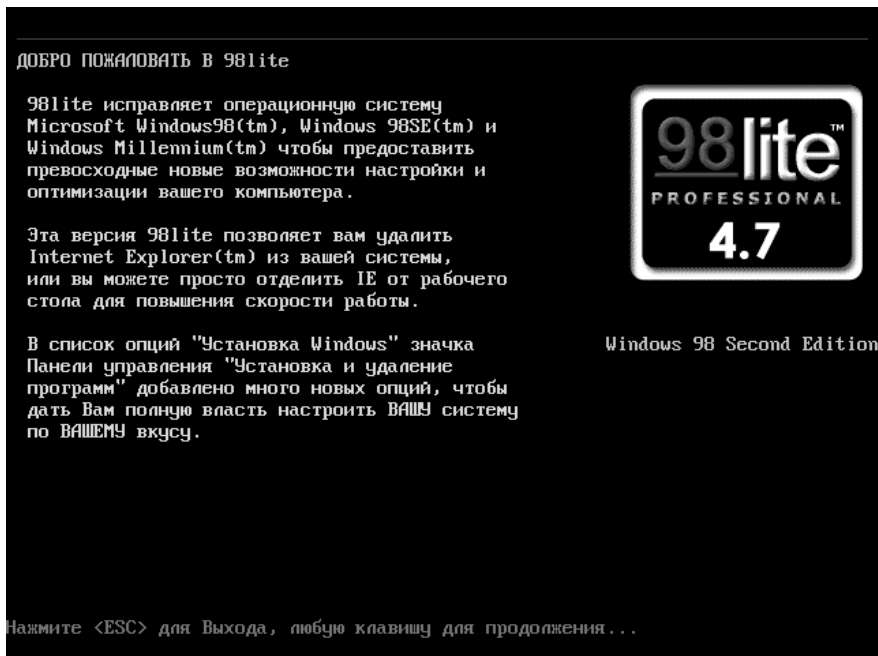 ДОБРО ПОЖАЛОВАТЬ В 98lite
98lite исправляет операционную систему
Microsoft Windows98(tm), Windows 98SE(tm) и
Windows Millennium(tm) чтобы предоставить
превосходные новые возможности настройки и
оптимизации вашего компьютера.
Эта версия 98lite позволяет вам удалить
Internet Explorer(tm) из вашей системы,
или вы можете просто отделить IE от рабочего
стола для повышения скорости работы.
В список опций "Установка Windows" значка
Панели управления "Установка и удаление
программ" добавлено много новых опций, чтобы
дать Вам полную власть настроить ВАШУ систему
по ВАШЕМУ вкусу.
98lite™
PROFESSIONAL
4.7
Windows 98 Second Edition
Нажмите <ESC> для Выхода, любую клавишу для продолжения...